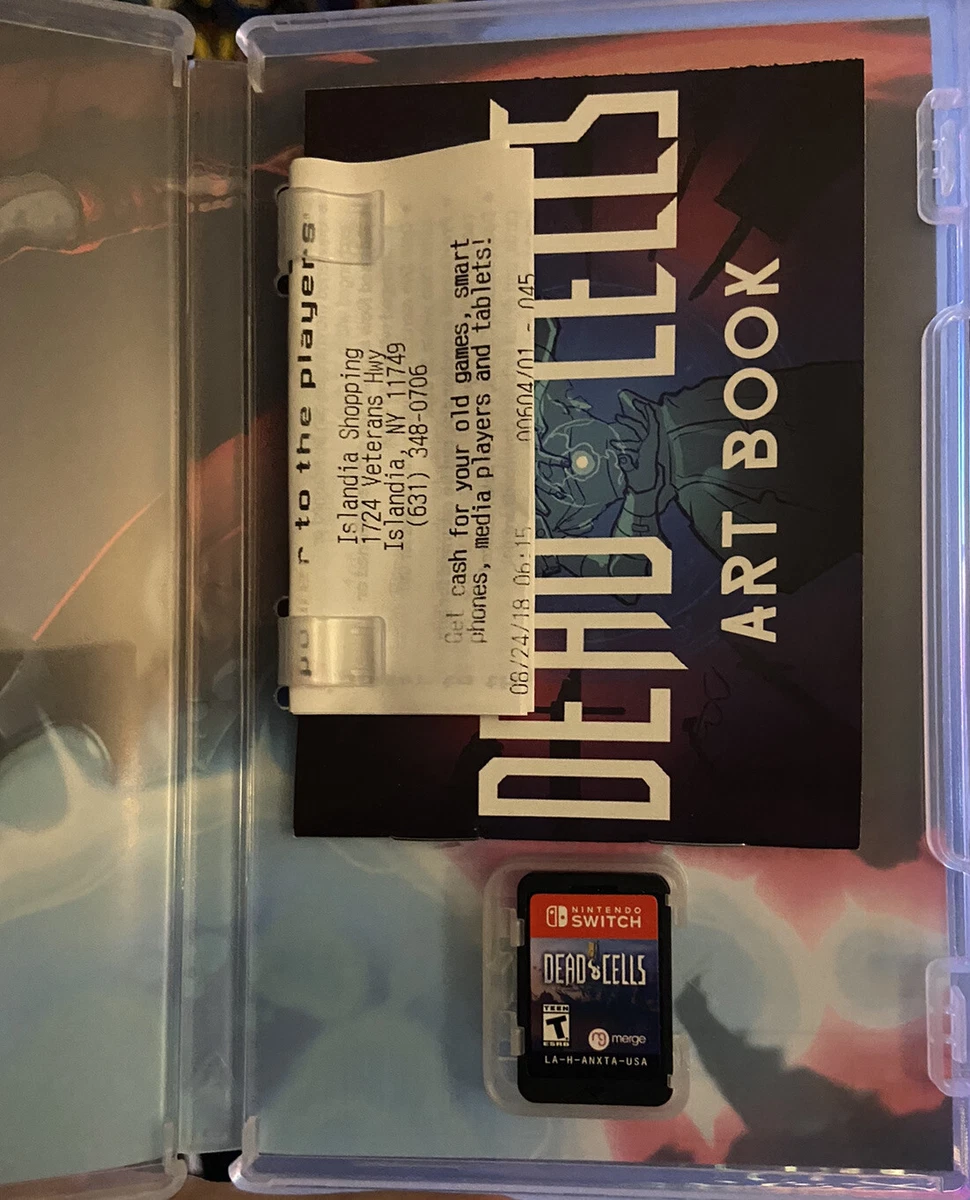 to the players
Islandia Shopping
1724 Veterans Hwy
Islandia, NY 11749
(631) 348-0706
Get cash for your old games, smart
phones, media players and tablets!
08/24/18 06:15 00604/01 - 045
DEAD CELLS
ART BOOK
NINTENDO
SWITCH
DEAD CELLS
TEEN
T
ESRB
mg merge
LA-H-ANXTA-USA